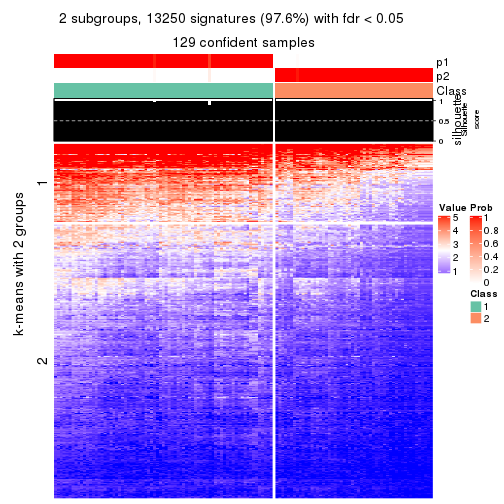 2 subgroups, 13250 signatures (97.6%) with fdr < 0.05
129 confident samples
p1
p2
Class
1
0.5
0
silhouette
Silhouette
score
k-means with 2 groups
1
2
Value
5
4
3
2
1
Prob
1
0.8
0.6
0.4
0.2
0
Class
1
2